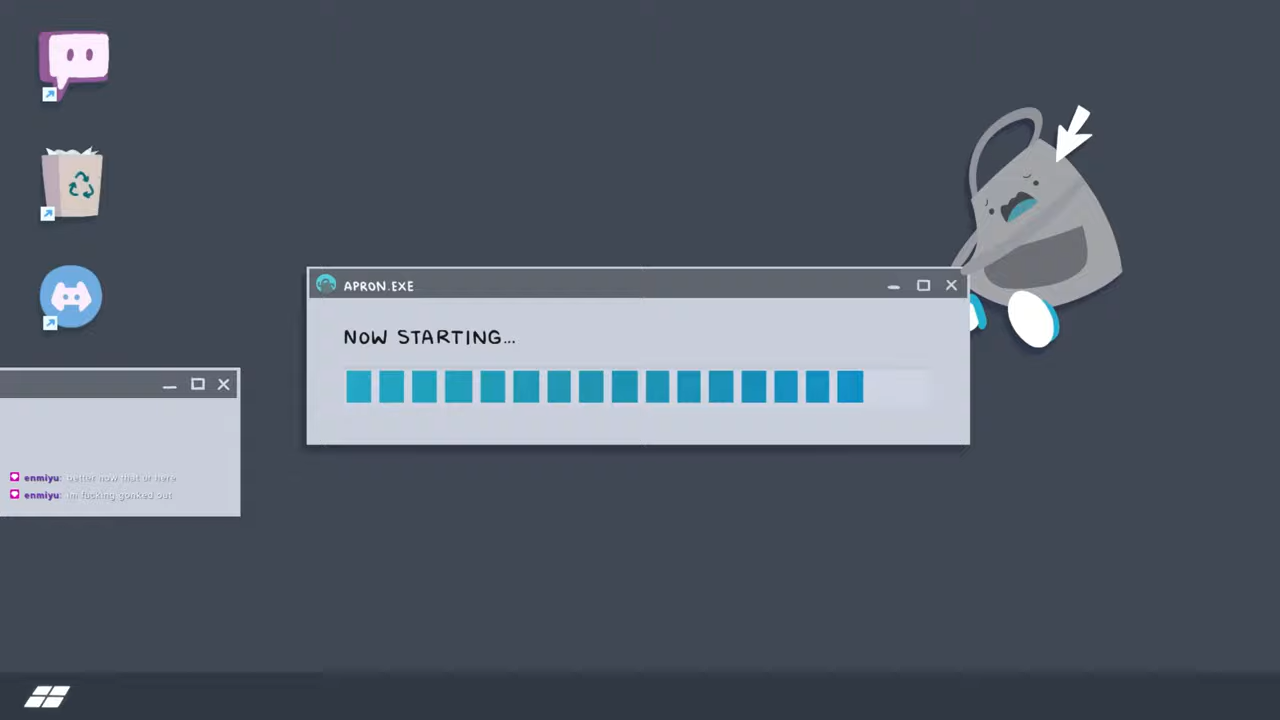 APRON.EXE
NOW STARTING...
enmiyu: better now that ur here
enmiyu: im fucking gonked out